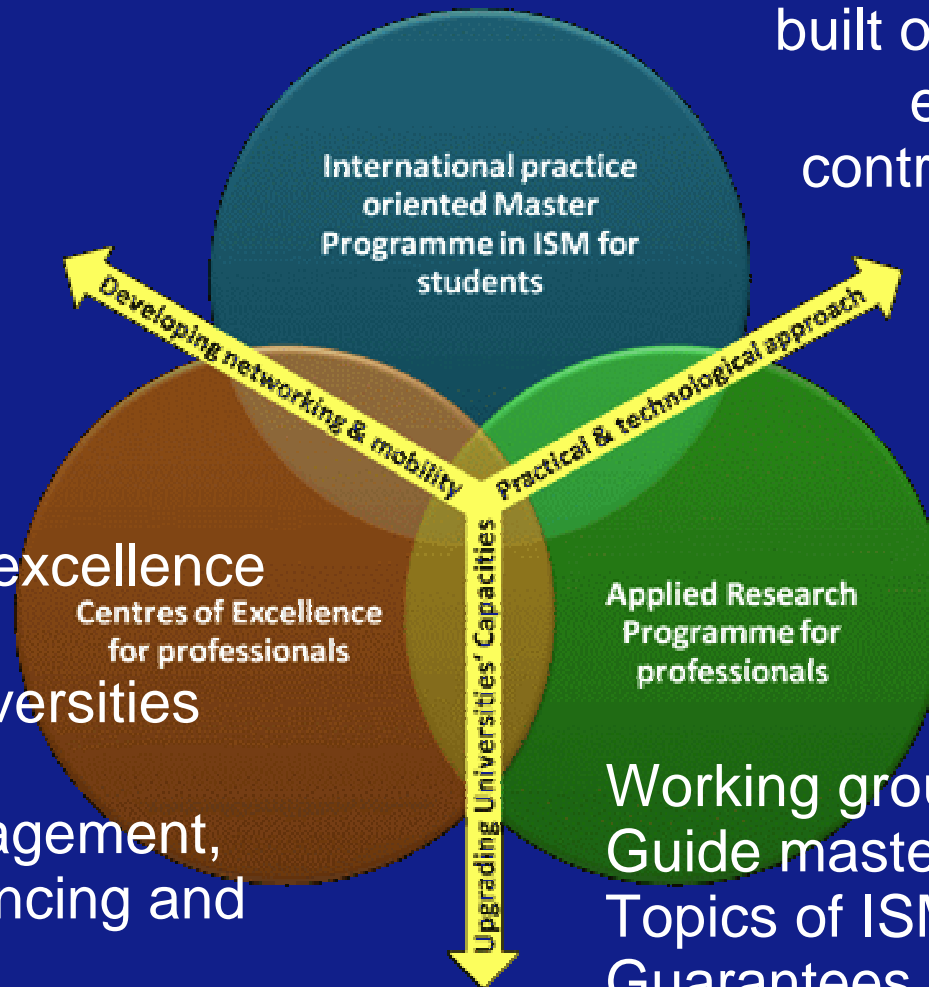 built o
e
contr
International practice
oriented Master
Programme in ISM for
students
Developing networking & mobility
Practical & technological approach
Upgrading Universities' Capacities
excellence
Centres of Excellence
for professionals
versities
agement,
ncing and
Applied Research
Programme for
professionals
Working grou
Guide maste
Topics of ISM
Guarantees